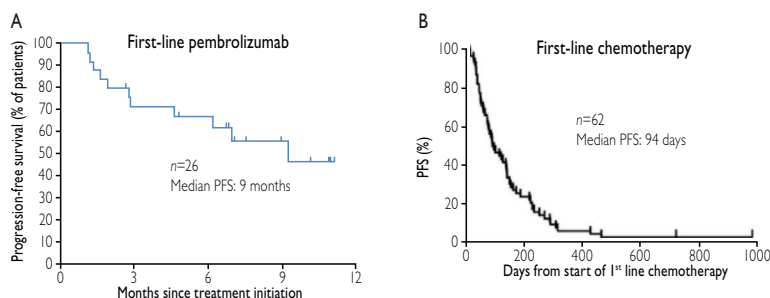 A
First-line pembrolizumab
Progression-free survival (% of patients)
100
90
80
70
60
50
40
30
20
10
0
n=26
Median PFS: 9 months
0 3 6 9 12
Months since treatment initiation
B
First-line chemotherapy
PFS (%)
100
80
60
40
20
0
n=62
Median PFS: 94 days
0 200 400 600 800 1000
Days from start of 1st line chemotherapy